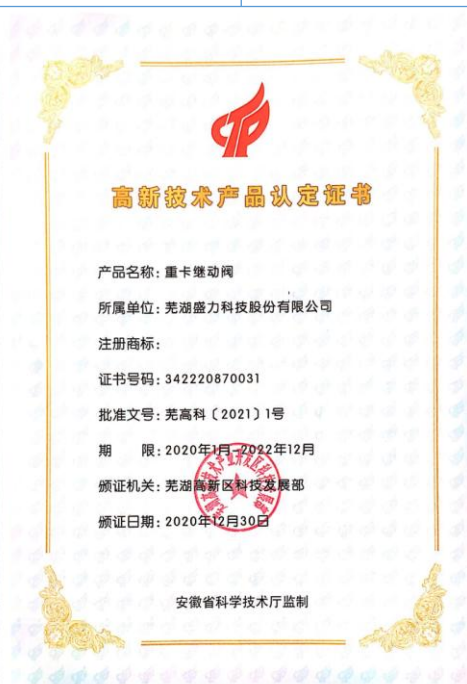 高新技术产品认定证书
产品名称：重卡继动阀
所属单位：芜湖盛力科技股份有限公司
注册商标：
证书号码：342220870031
批准文号：芜高科〔2021〕1号
期　　限：2020年1月-2022年12月
颁证机关：芜湖高新区科技发展部
颁证日期：2020年12月30日
安徽省科学技术厅监制